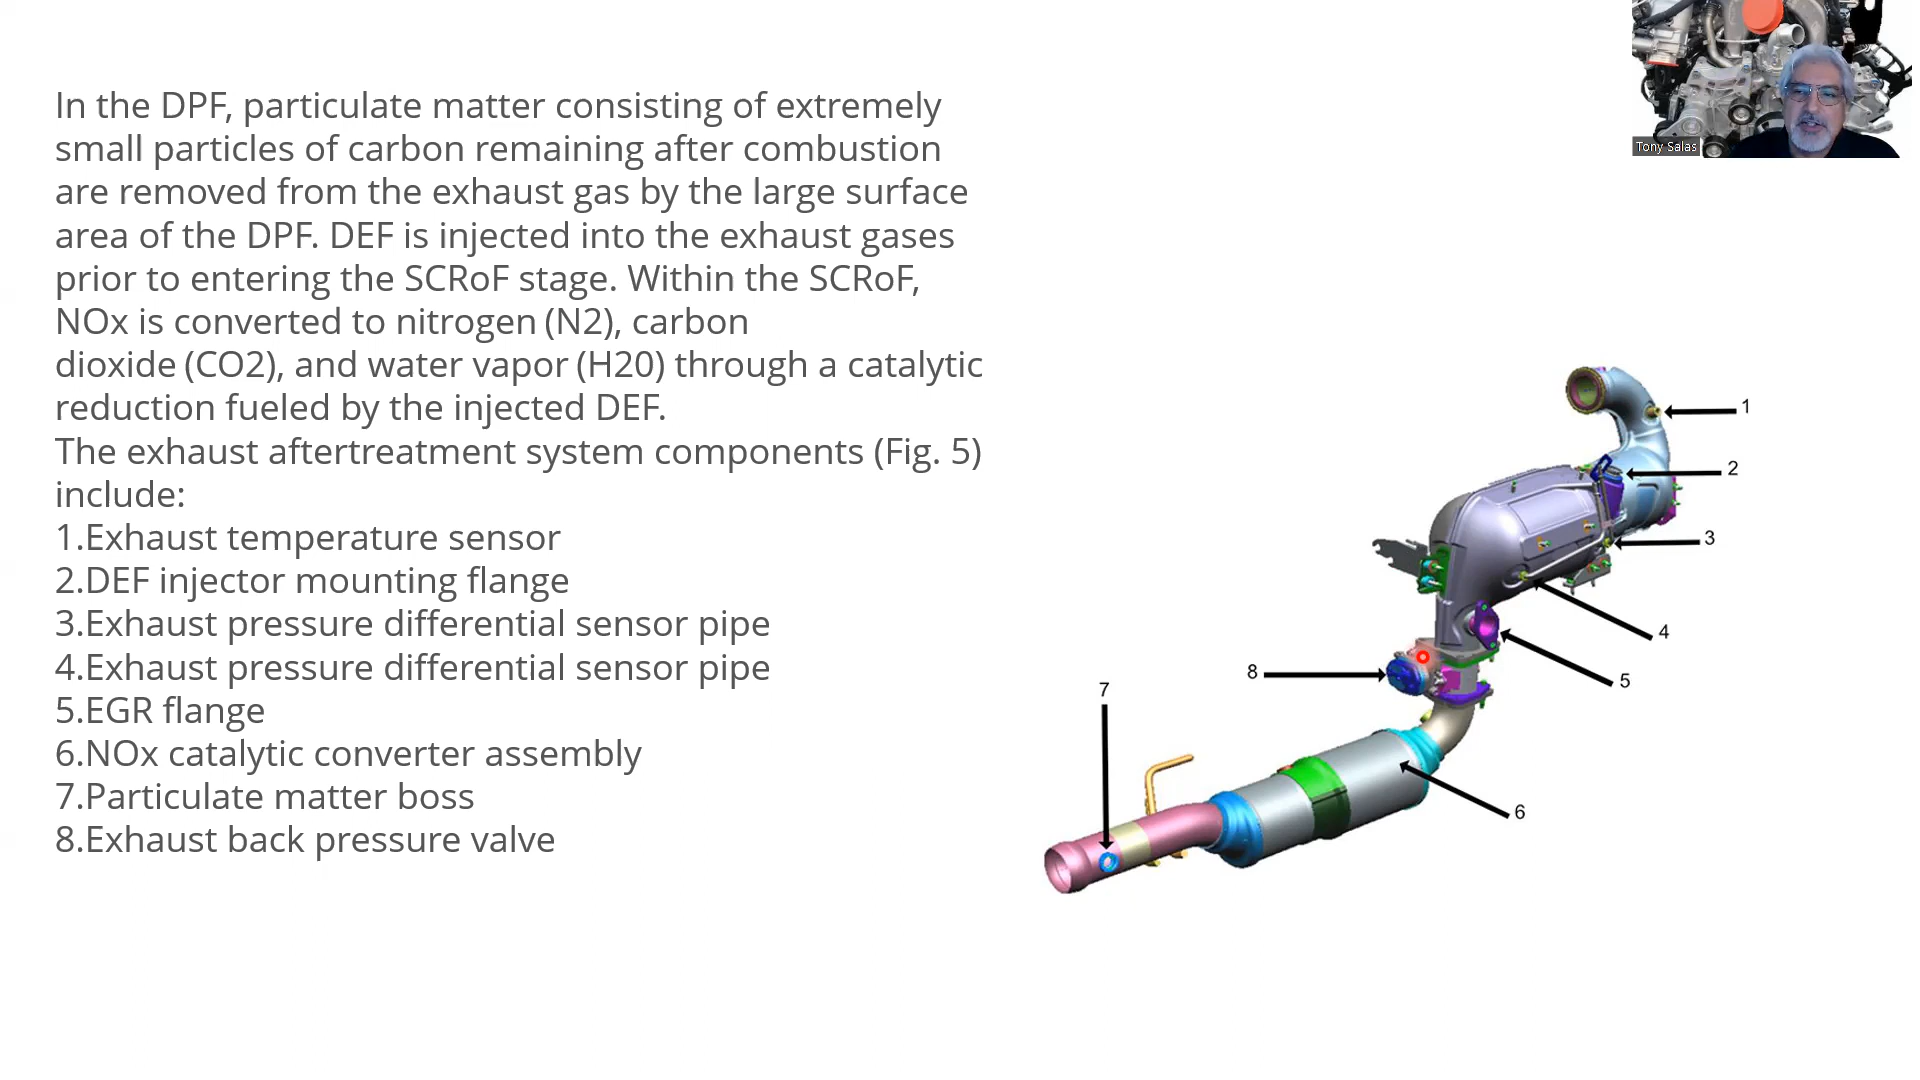 In the DPF, particulate matter consisting of extremely
small particles of carbon remaining after combustion
are removed from the exhaust gas by the large surface
area of the DPF. DEF is injected into the exhaust gases
prior to entering the SCRoF stage. Within the SCRoF,
NOx is converted to nitrogen (N2), carbon
dioxide (CO2), and water vapor (H20) through a catalytic
reduction fueled by the injected DEF.
The exhaust aftertreatment system components (Fig. 5)
include:
1.Exhaust temperature sensor
2.DEF injector mounting flange
3.Exhaust pressure differential sensor pipe
4.Exhaust pressure differential sensor pipe
5.EGR flange
6.NOx catalytic converter assembly
7.Particulate matter boss
8.Exhaust back pressure valve
Tony Salas
1
2
3
4
5
8
7
6